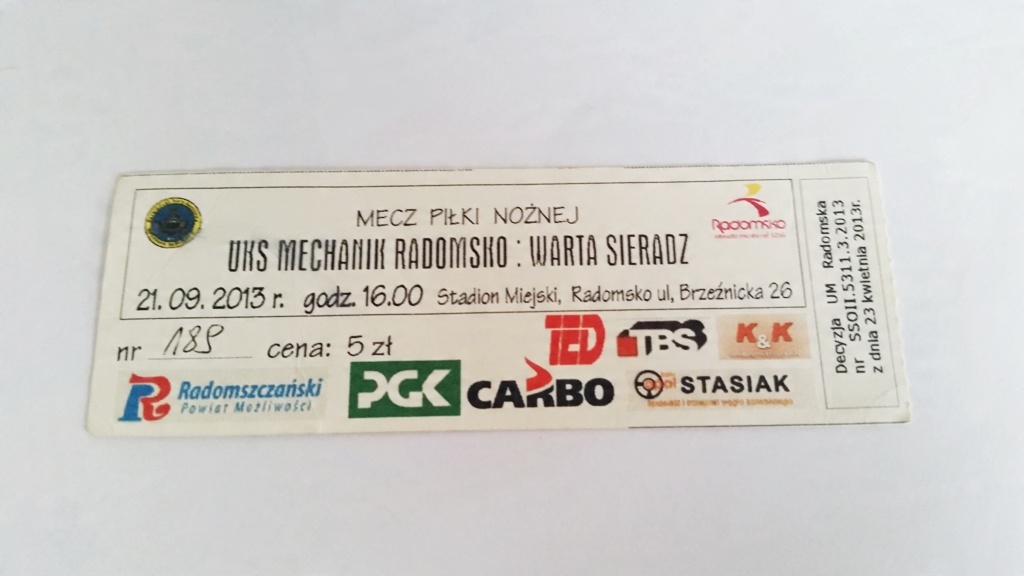 MECZ PIŁKI NOŻNEJ
UKS MECHANIK RADOMSKO : WARTA SIERADZ
21.09.2013 r. godz. 16.00 Stadion Miejski, Radomsko ul, Brzeźnicka 26
Radomsko
nr 189 cena: 5 zł
TED
TBS
K&K
Radomszczański
Powiat Możliwości
PGK
CARBO
STASIAK
Decyzja UM Radomska
nr SSOII.5311.3.2013
z dnia 23 kwietnia 2013r.